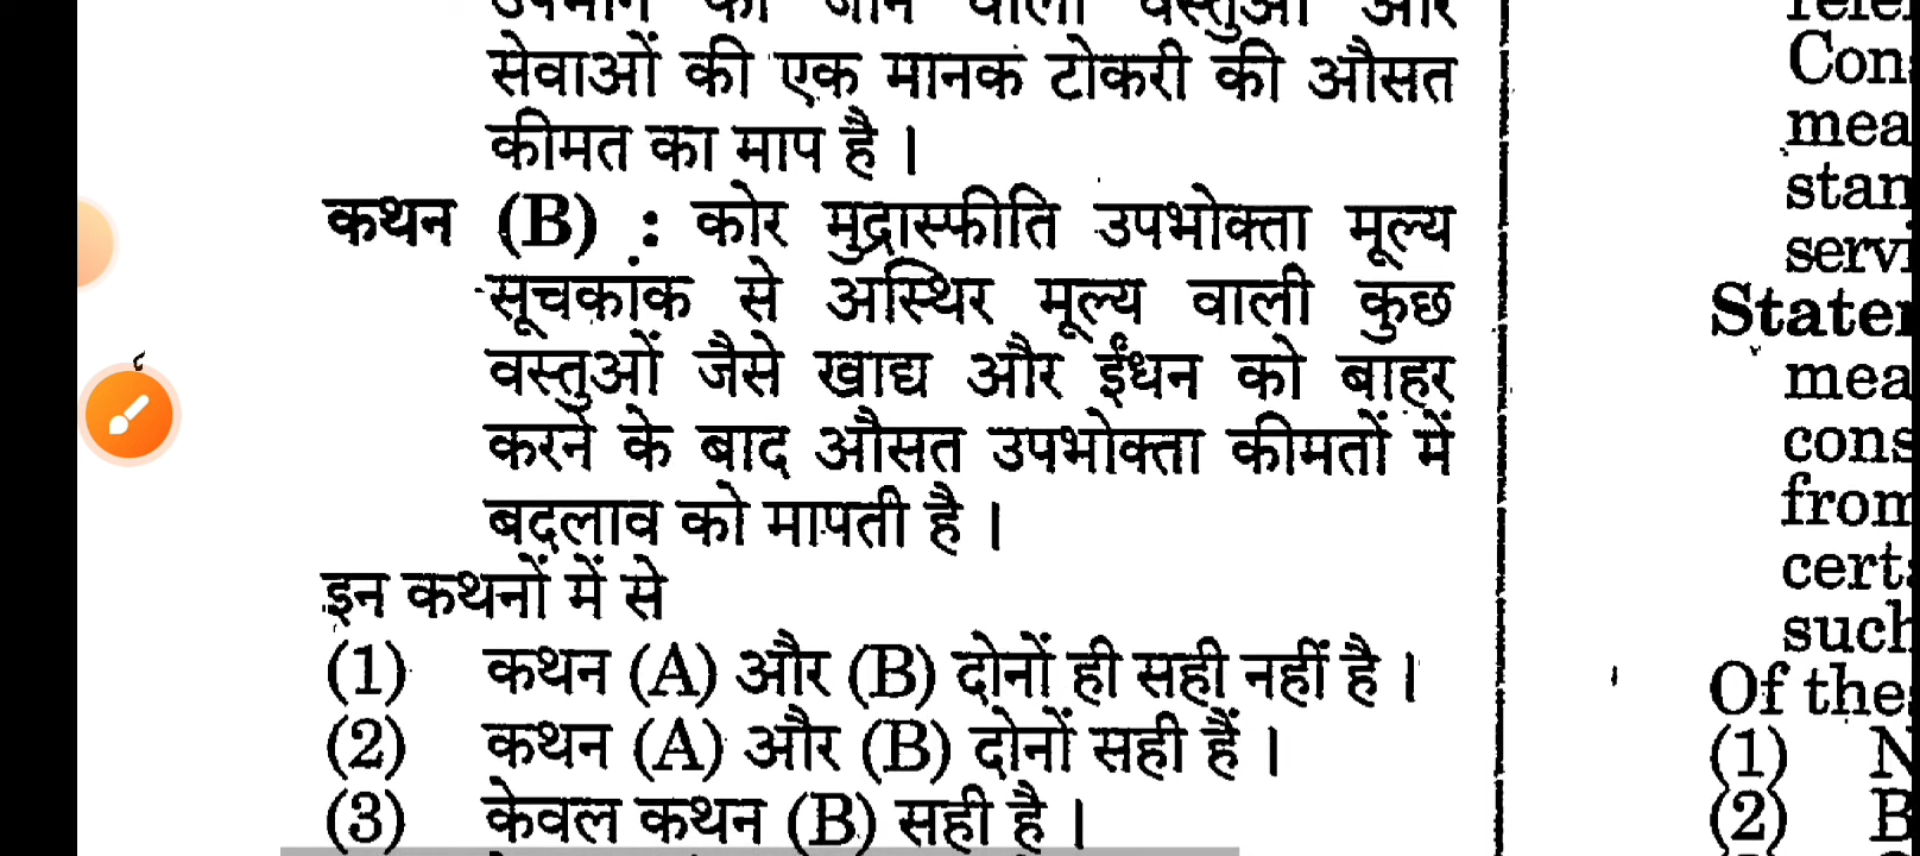 सेवाओं की एक मानक टोकरी की औसत
कीमत का माप है ।
कथन (B) : कोर मुद्रास्फीति उपभोक्ता मूल्य
सूचकांक से अस्थिर मूल्य वाली कुछ
वस्तुओं जैसे खाद्य और ईंधन को बाहर
करने के बाद औसत उपभोक्ता कीमतों में
बदलाव को मापती है ।
इन कथनों में से
(1) कथन (A) और (B) दोनों ही सही नहीं है ।
(2) कथन (A) और (B) दोनों सही हैं ।
(3) केवल कथन (B) सही है ।
Con
mea
stan
servi
State
mea
cons
from
cert
such
Of the
(1) N
(2) B